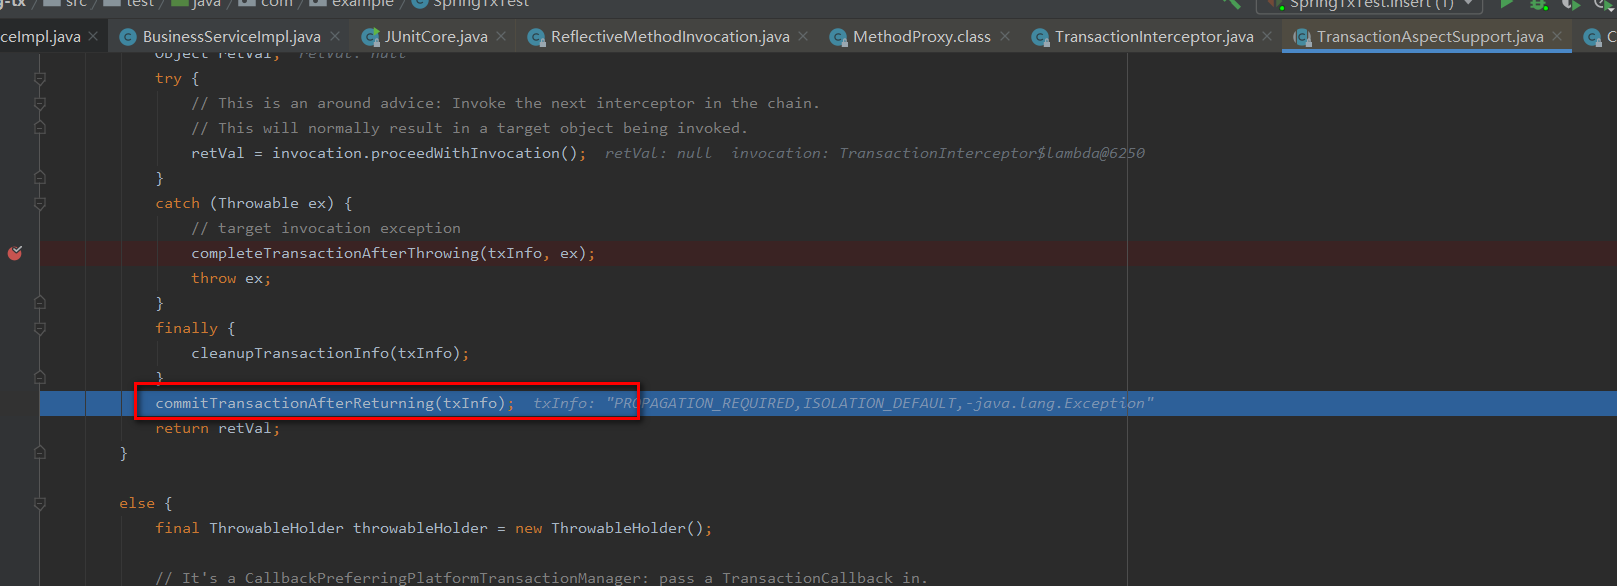 g-tx / src / test / java / com / example / SpringTxTest
SpringTxTest.insert (1)
ceImpl.java BusinessServiceImpl.java JUnitCore.java ReflectiveMethodInvocation.java MethodProxy.class TransactionInterceptor.java TransactionAspectSupport.java C
Object retVal; retVal: null
try {
// This is an around advice: Invoke the next interceptor in the chain.
// This will normally result in a target object being invoked.
retVal = invocation.proceedWithInvocation(); retVal: null invocation: TransactionInterceptor$lambda@6250
}
catch (Throwable ex) {
// target invocation exception
completeTransactionAfterThrowing(txInfo, ex);
throw ex;
}
finally {
cleanupTransactionInfo(txInfo);
}
commitTransactionAfterReturning(txInfo); txInfo: "PROPAGATION_REQUIRED,ISOLATION_DEFAULT,-java.lang.Exception"
return retVal;
}
else {
final ThrowableHolder throwableHolder = new ThrowableHolder();
// It's a CallbackPreferringPlatformTransactionManager: pass a TransactionCallback in.